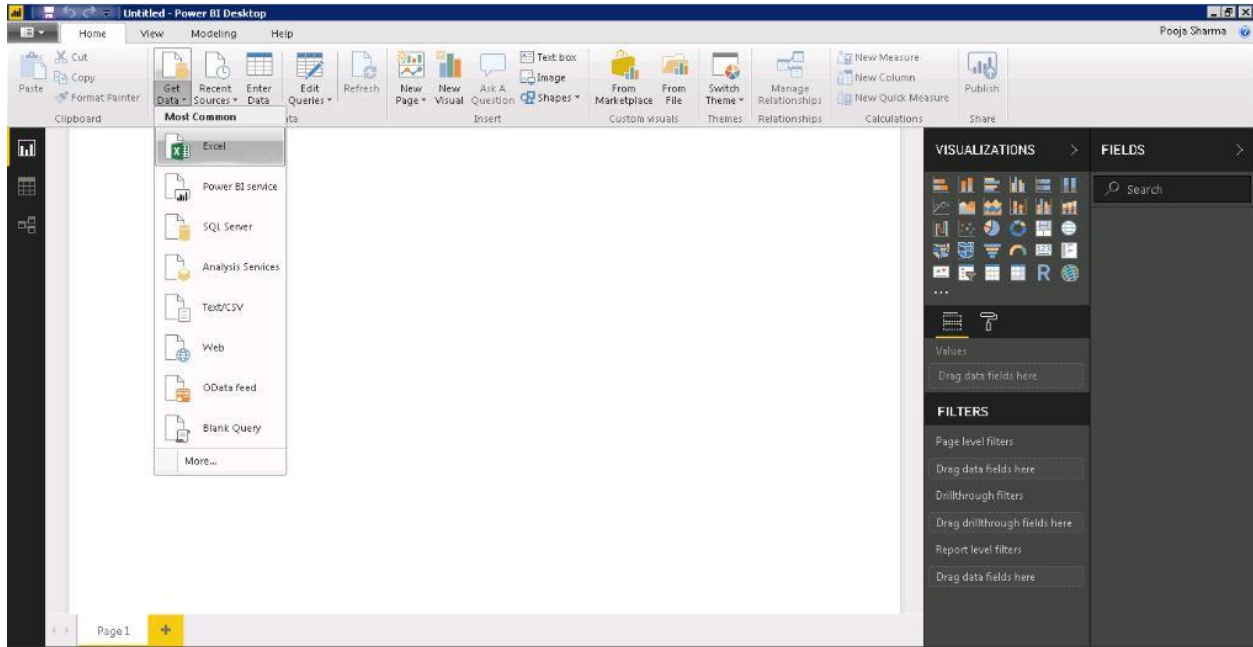 Untitled - Power BI Desktop
Home View Modeling Help
Pooja Sharma
Paste
Cut
Copy
Format Painter
Clipboard
Get Data
Recent Sources
Enter Data
Edit Queries
Refresh
New Page
New Visual
Ask A Question
Text box
Image
Shapes
Insert
From Marketplace
From File
Custom visuals
Switch Theme
Themes
Manage Relationships
Relationships
New Measure
New Column
New Quick Measure
Calculations
Publish
Share
Most Common
Excel
Power BI service
SQL Server
Analysis Services
Text/CSV
Web
OData feed
Blank Query
More...
VISUALIZATIONS
123
R
...
Values
Drag data fields here
FILTERS
Page level filters
Drag data fields here
Drillthrough filters
Drag drillthrough fields here
Report level filters
Drag data fields here
FIELDS
Search
Page 1